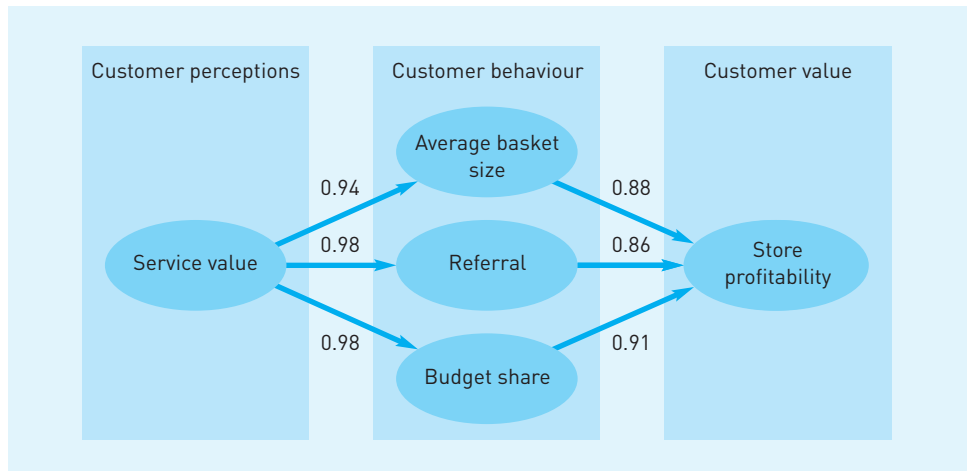 Customer perceptions
Customer behaviour
Customer value
Average basket
size
0.94
0.88
Service value
0.98
Referral
0.86
Store
profitability
0.98
0.91
Budget share